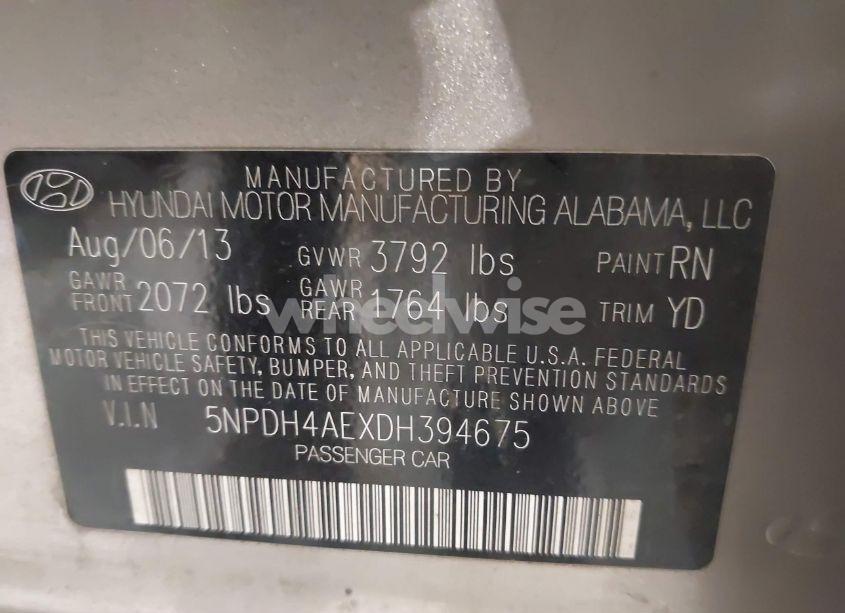 MANUFACTURED BY
HYUNDAI MOTOR MANUFACTURING ALABAMA, LLC
Aug/06/13 GVWR 3792 lbs PAINT RN
GAWR FRONT 2072 lbs GAWR REAR 1764 lbs TRIM YD
wheelwise
THIS VEHICLE CONFORMS TO ALL APPLICABLE U.S.A. FEDERAL
MOTOR VEHICLE SAFETY, BUMPER, AND THEFT PREVENTION STANDARDS
IN EFFECT ON THE DATE OF MANUFACTURE SHOWN ABOVE
V.I.N 5NPDH4AEXDH394675
PASSENGER CAR